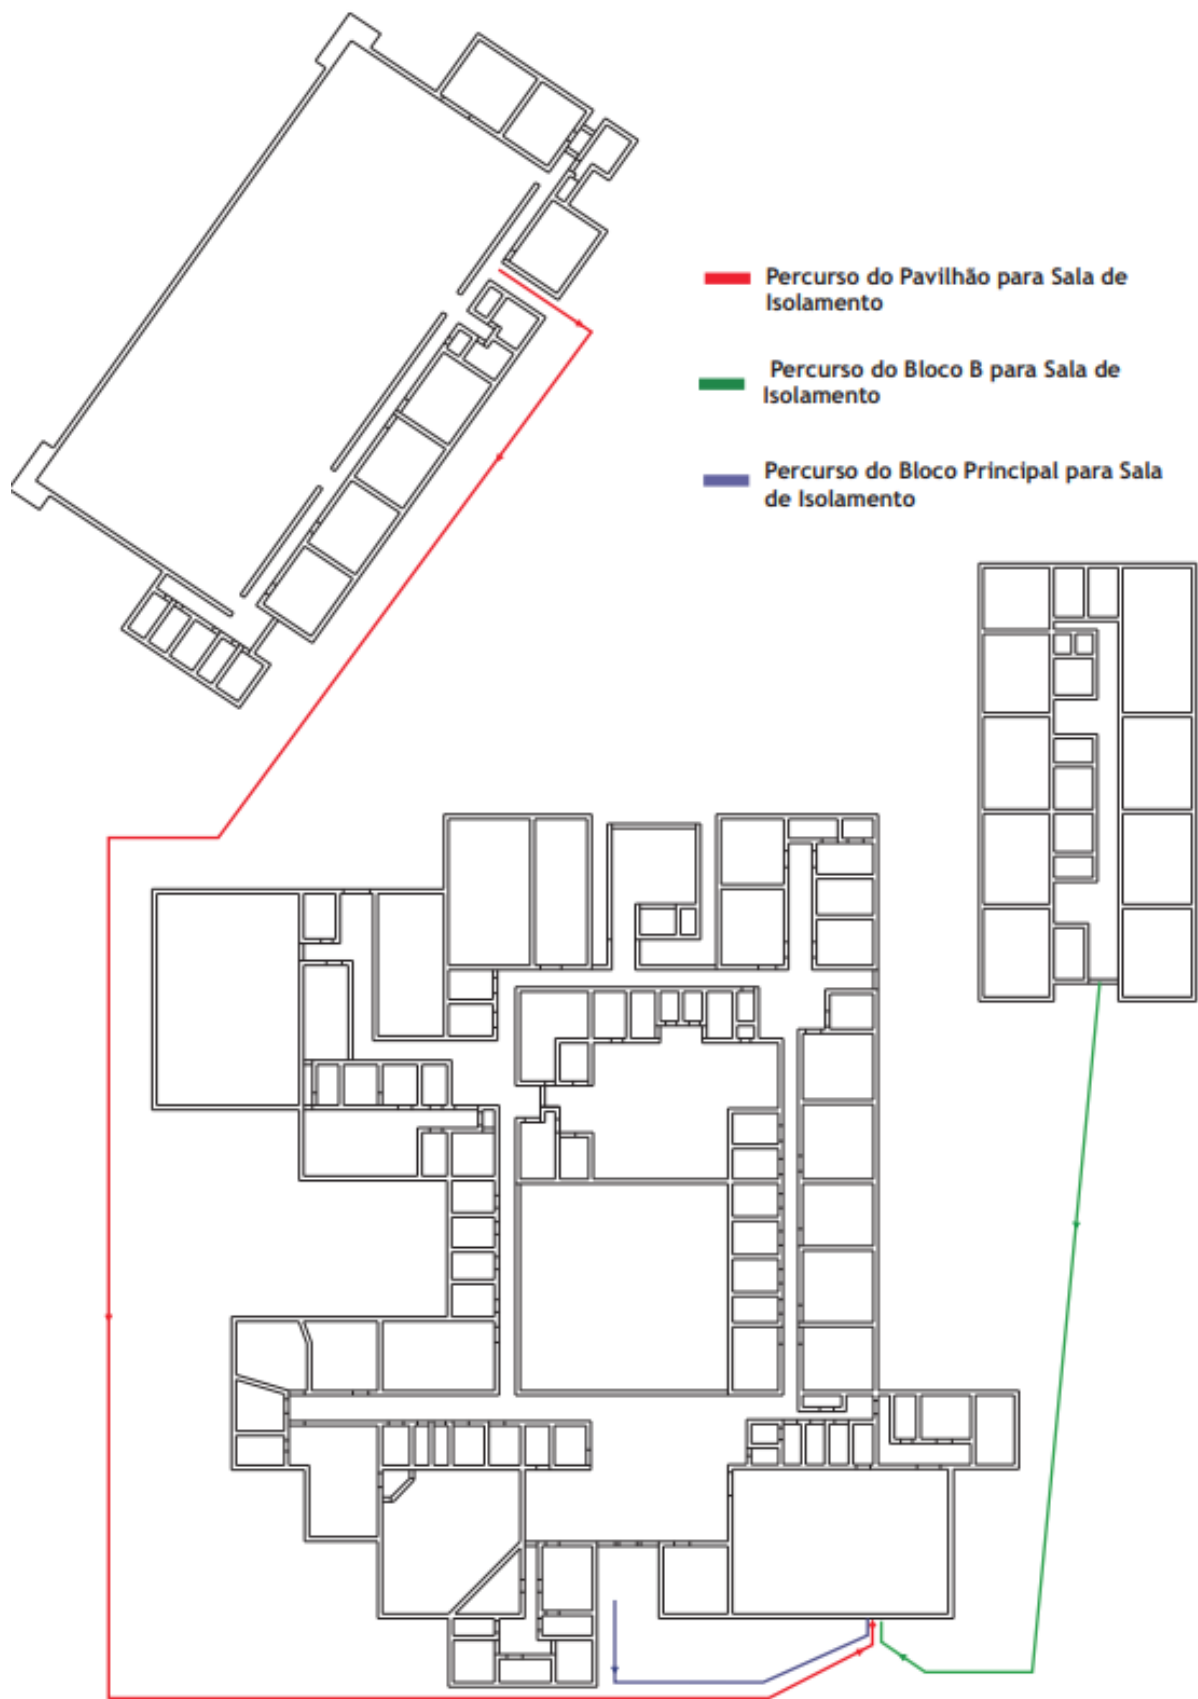 Percurso do Pavilhão para Sala de
Isolamento
Percurso do Bloco B para Sala de
Isolamento
Percurso do Bloco Principal para Sala
de Isolamento